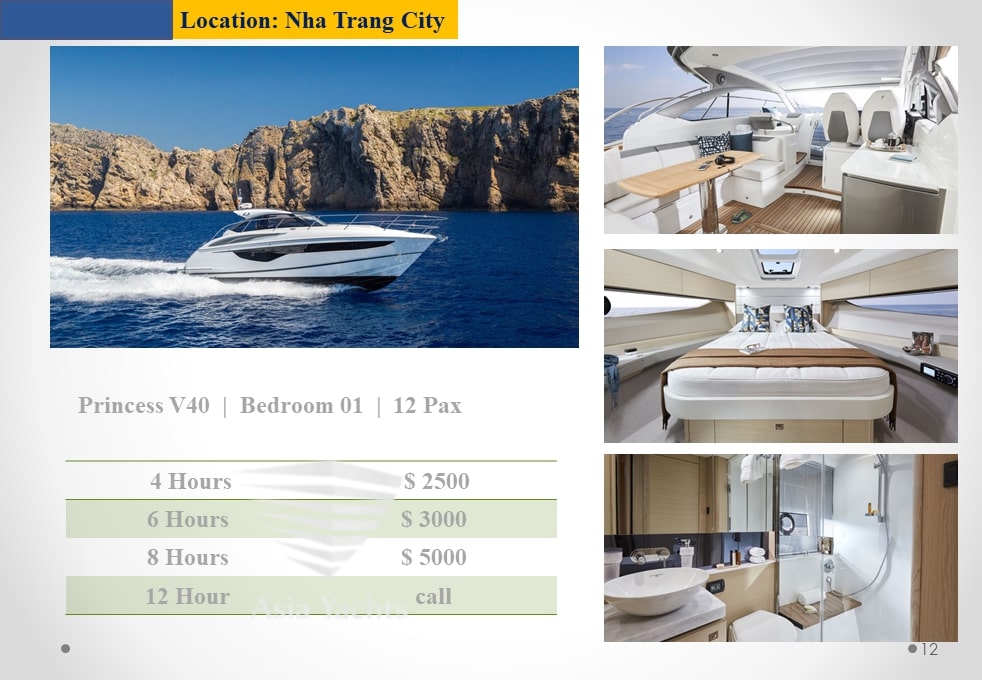 Location: Nha Trang City
Princess V40 | Bedroom 01 | 12 Pax
4 Hours $ 2500
6 Hours $ 3000
8 Hours $ 5000
12 Hour call
Asia Yachts
12